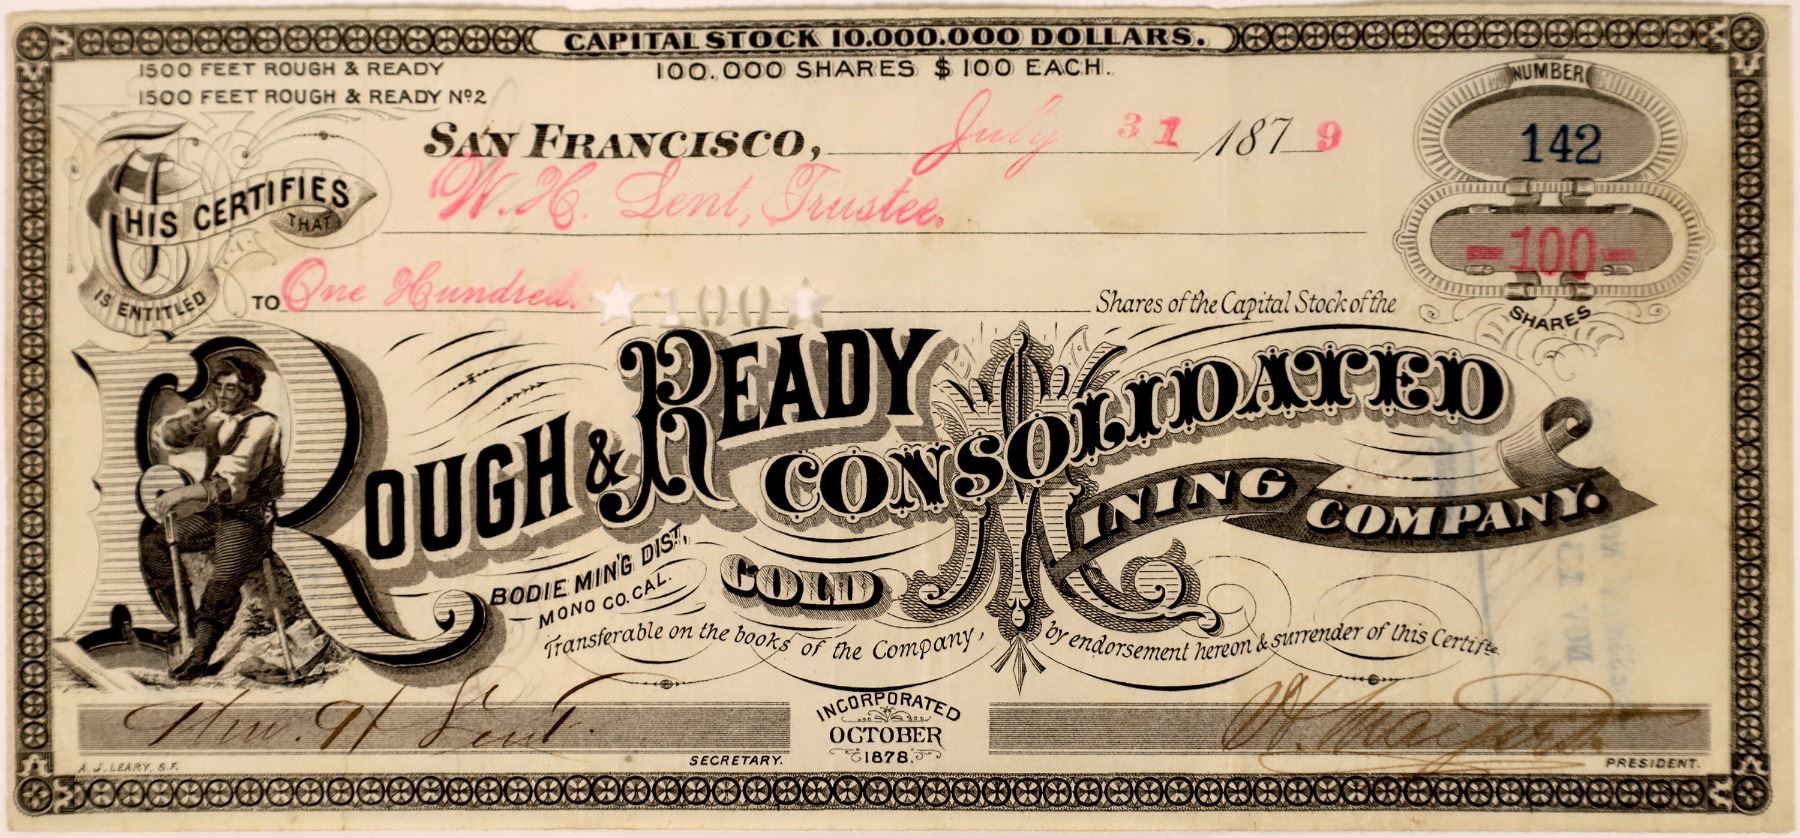 CAPITAL STOCK 10.000.000 DOLLARS.
1500 FEET ROUGH & READY
100.000 SHARES $100 EACH.
1500 FEET ROUGH & READY Nº2
NUMBER
142
SAN FRANCISCO, July 31 1879
THIS CERTIFIES THAT
W. H. Lent, Trustee.
-100-
SHARES
IS ENTITLED TO One Hundred. ★100★ Shares of the Capital Stock of the
ROUGH & READY CONSOLIDATED
GOLD MINING COMPANY.
BODIE MIN'G DIST,
MONO CO. CAL.
Transferable on the books of the Company, by endorsement hereon & surrender of this Certifte.
Wm. H Lent
SECRETARY.
INCORPORATED
OCTOBER
1878.
PRESIDENT.
A. J. LEARY, S.F.